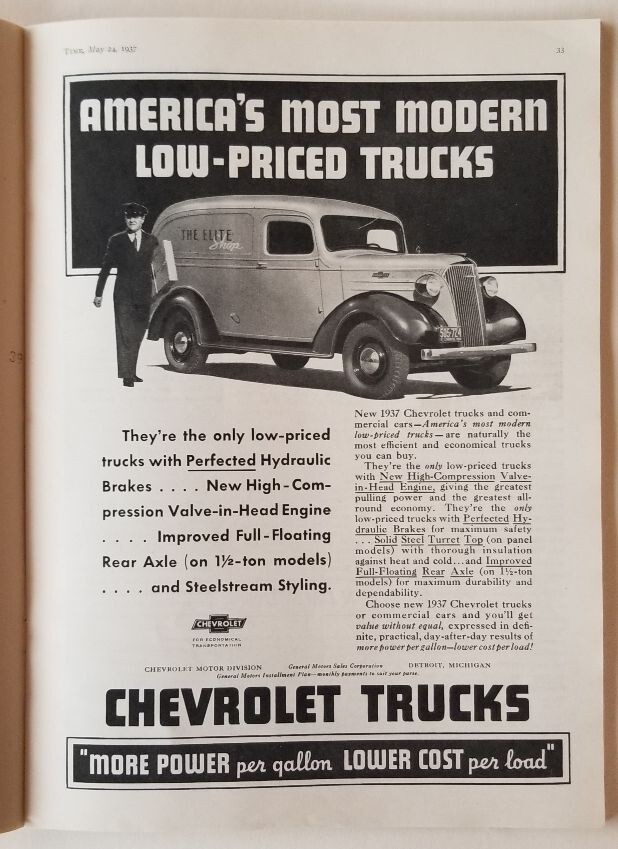 TIME, May 24, 1937
33
AMERICA'S MOST MODERN
LOW-PRICED TRUCKS
THE ELITE
Shop
They're the only low-priced
trucks with Perfected Hydraulic
Brakes . . . . New High-Com-
pression Valve-in-Head Engine
. . . . Improved Full-Floating
Rear Axle (on 1½-ton models)
. . . . and Steelstream Styling.
CHEVROLET
FOR ECONOMICAL
TRANSPORTATION
New 1937 Chevrolet trucks and com-
mercial cars—America's most modern
low-priced trucks—are naturally the
most efficient and economical trucks
you can buy.
They're the only low-priced trucks
with New High-Compression Valve-
in-Head Engine, giving the greatest
pulling power and the greatest all-
round economy. They're the only
low-priced trucks with Perfected Hy-
draulic Brakes for maximum safety
. . . Solid Steel Turret Top (on panel
models) with thorough insulation
against heat and cold...and Improved
Full-Floating Rear Axle (on 1½-ton
models) for maximum durability and
dependability.
Choose new 1937 Chevrolet trucks
or commercial cars and you'll get
value without equal, expressed in defi-
nite, practical, day-after-day results of
more power per gallon—lower cost per load!
CHEVROLET MOTOR DIVISION General Motors Sales Corporation DETROIT, MICHIGAN
General Motors Installment Plan—monthly payments to suit your purse.
CHEVROLET TRUCKS
"MORE POWER per gallon LOWER COST per load"
39